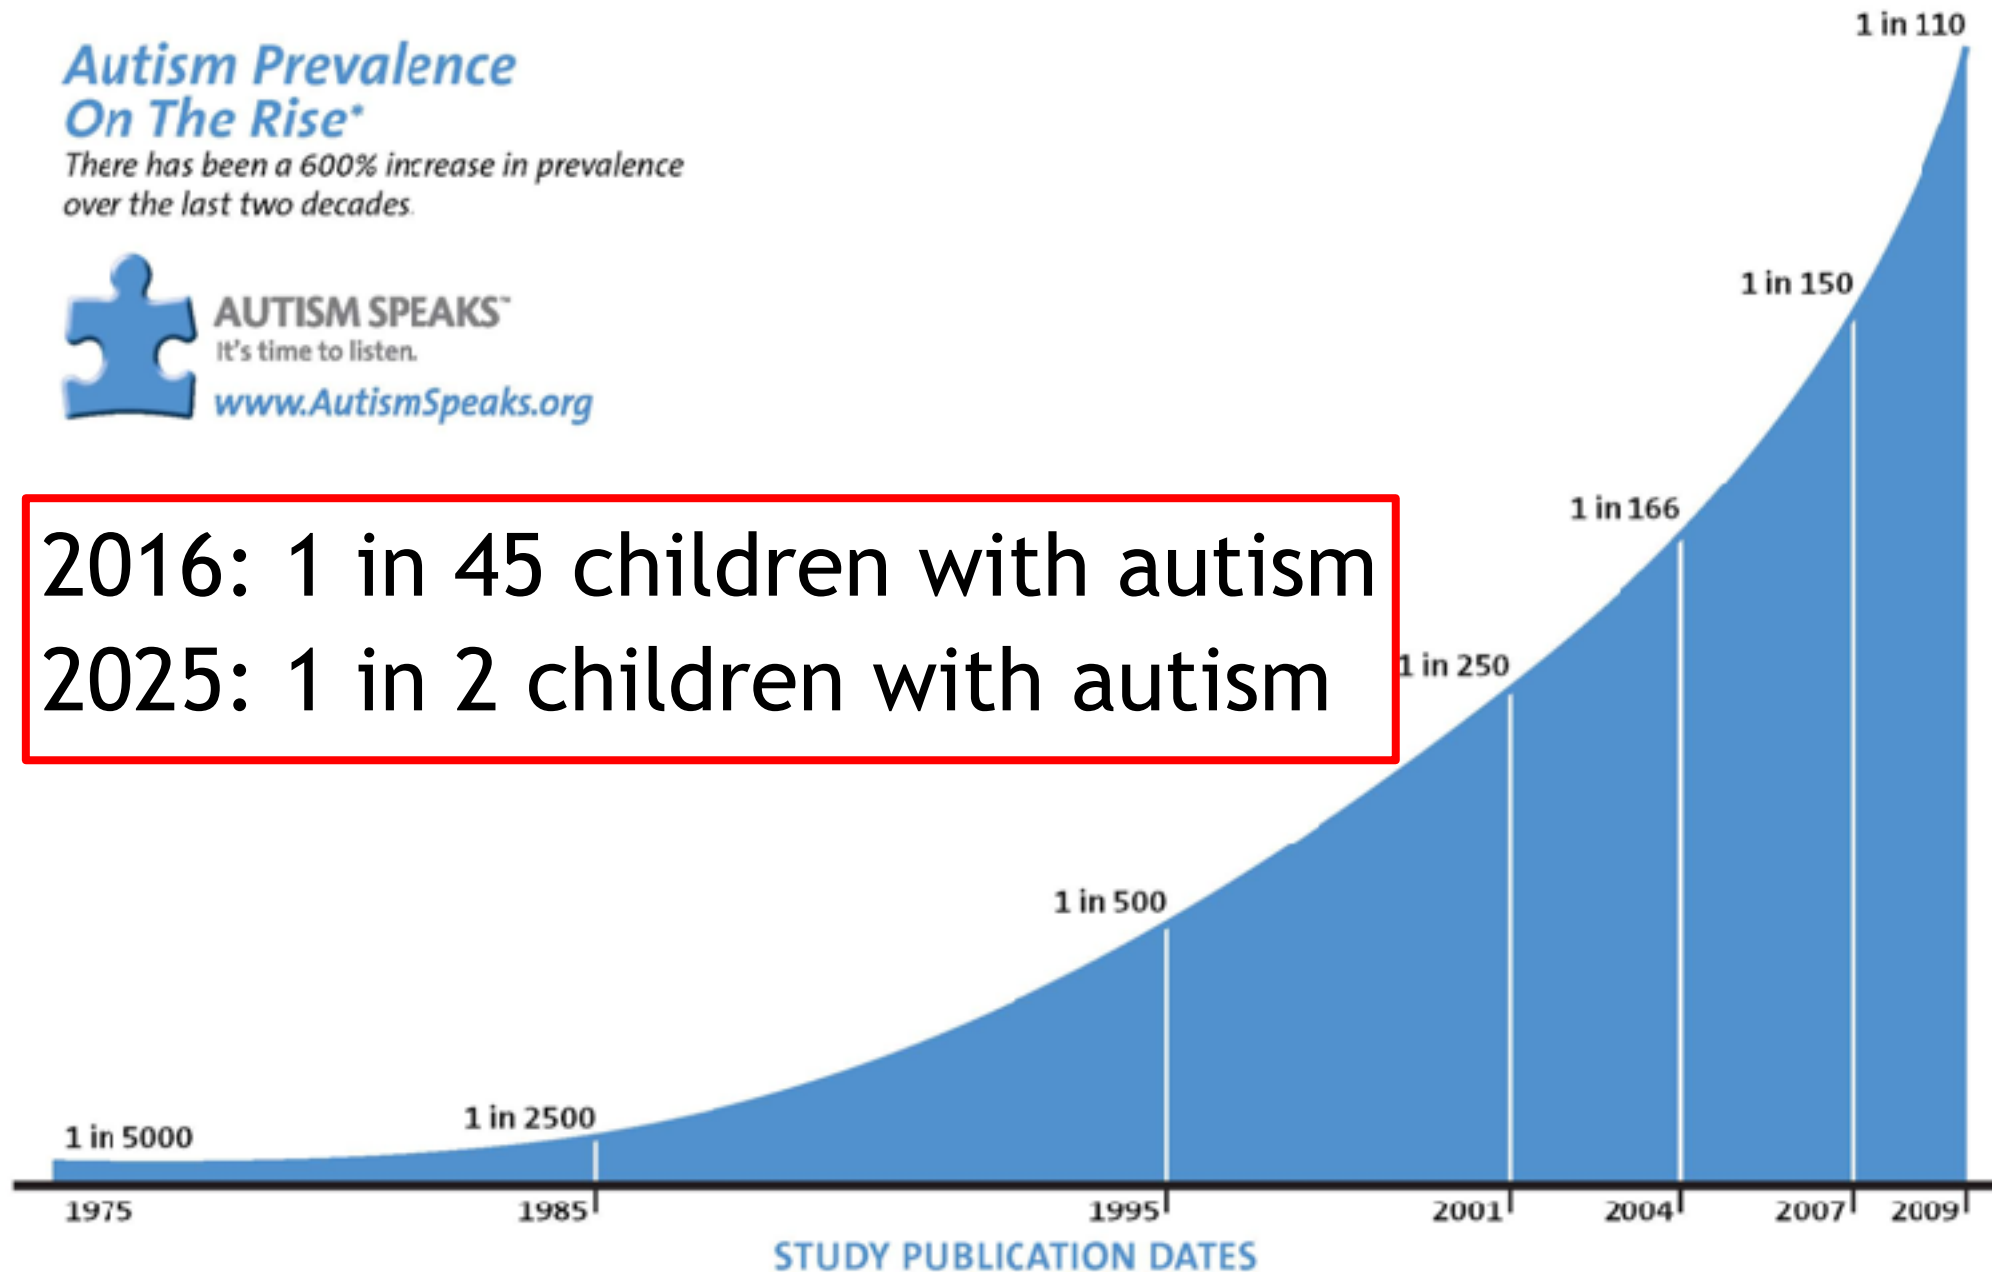 1 in 110
Autism Prevalence
On The Rise*
There has been a 600% increase in prevalence
over the last two decades.
AUTISM SPEAKS™
It's time to listen.
www.AutismSpeaks.org
1 in 150
1 in 166
2016: 1 in 45 children with autism
2025: 1 in 2 children with autism
1 in 250
1 in 500
1 in 2500
1 in 5000
1975 1985 1995 2001 2004 2007 2009
STUDY PUBLICATION DATES